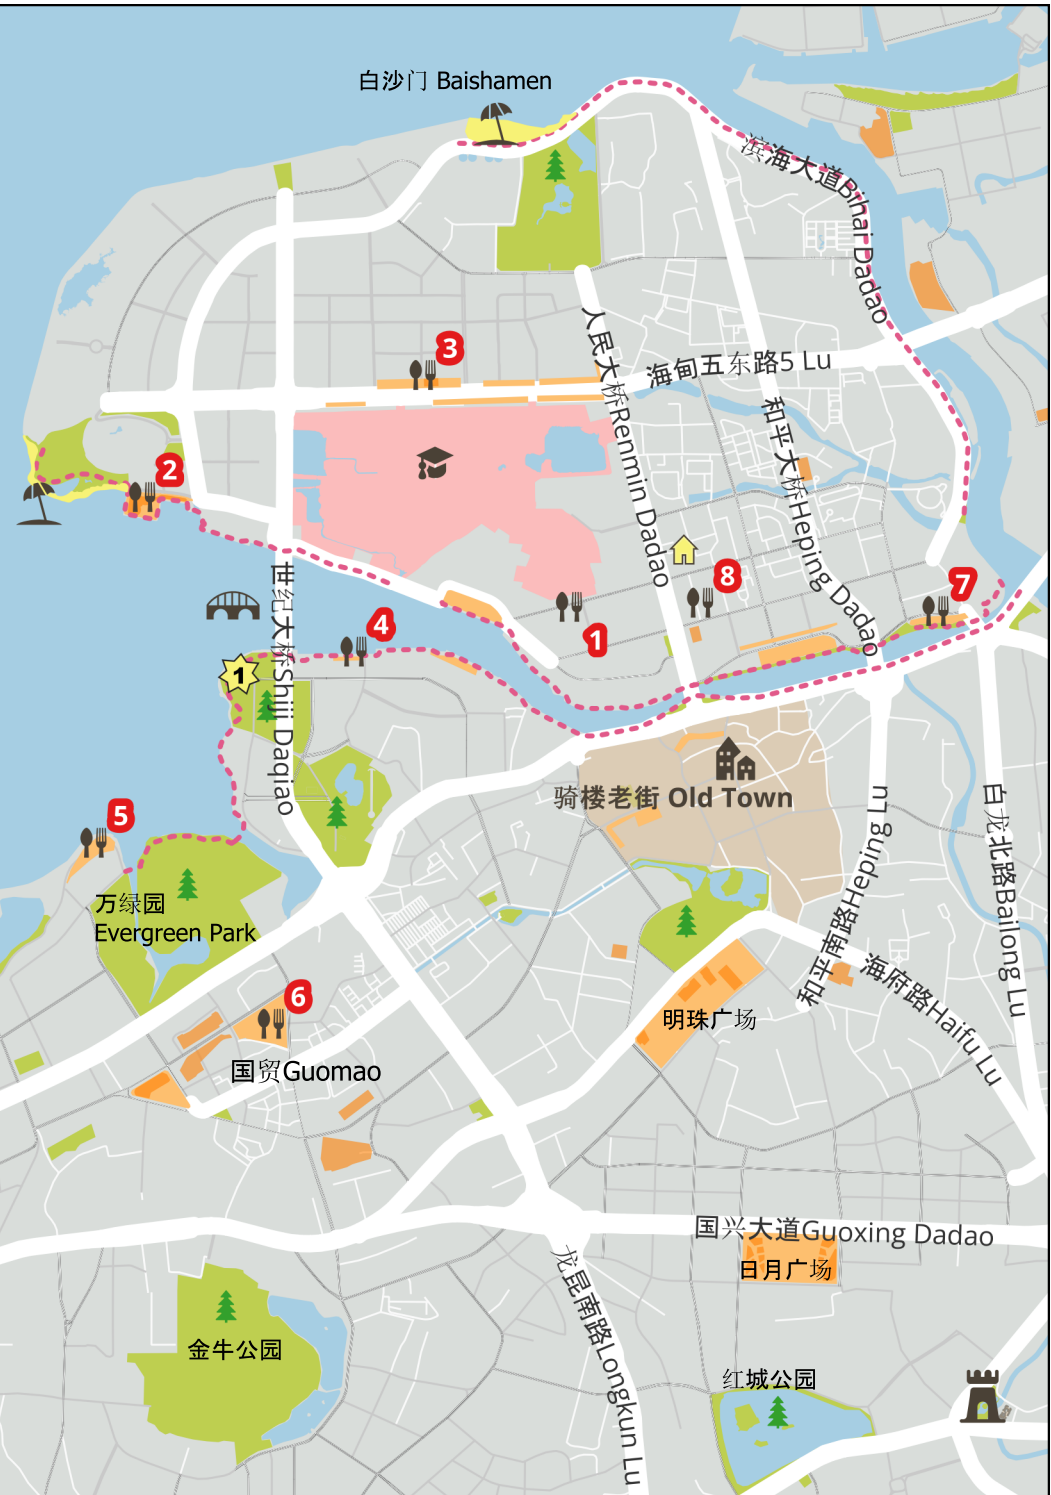 白沙门 Baishamen
滨海大道Bihai Dadao
3
人民大桥Renmin Dadao
海甸五东路5 Lu
和平大桥Heping Dadao
2
世纪大桥Shiji Daqiao
8
7
4
1
1
骑楼老街 Old Town
5
和平南路Heping Ln
白龙北路Bailong Lu
万绿园
Evergreen Park
海府路Haifu Lu
6
明珠广场
国贸Guomao
国兴大道Guoxing Dadao
日月广场
龙昆南路Longkun Lu
金牛公园
红城公园